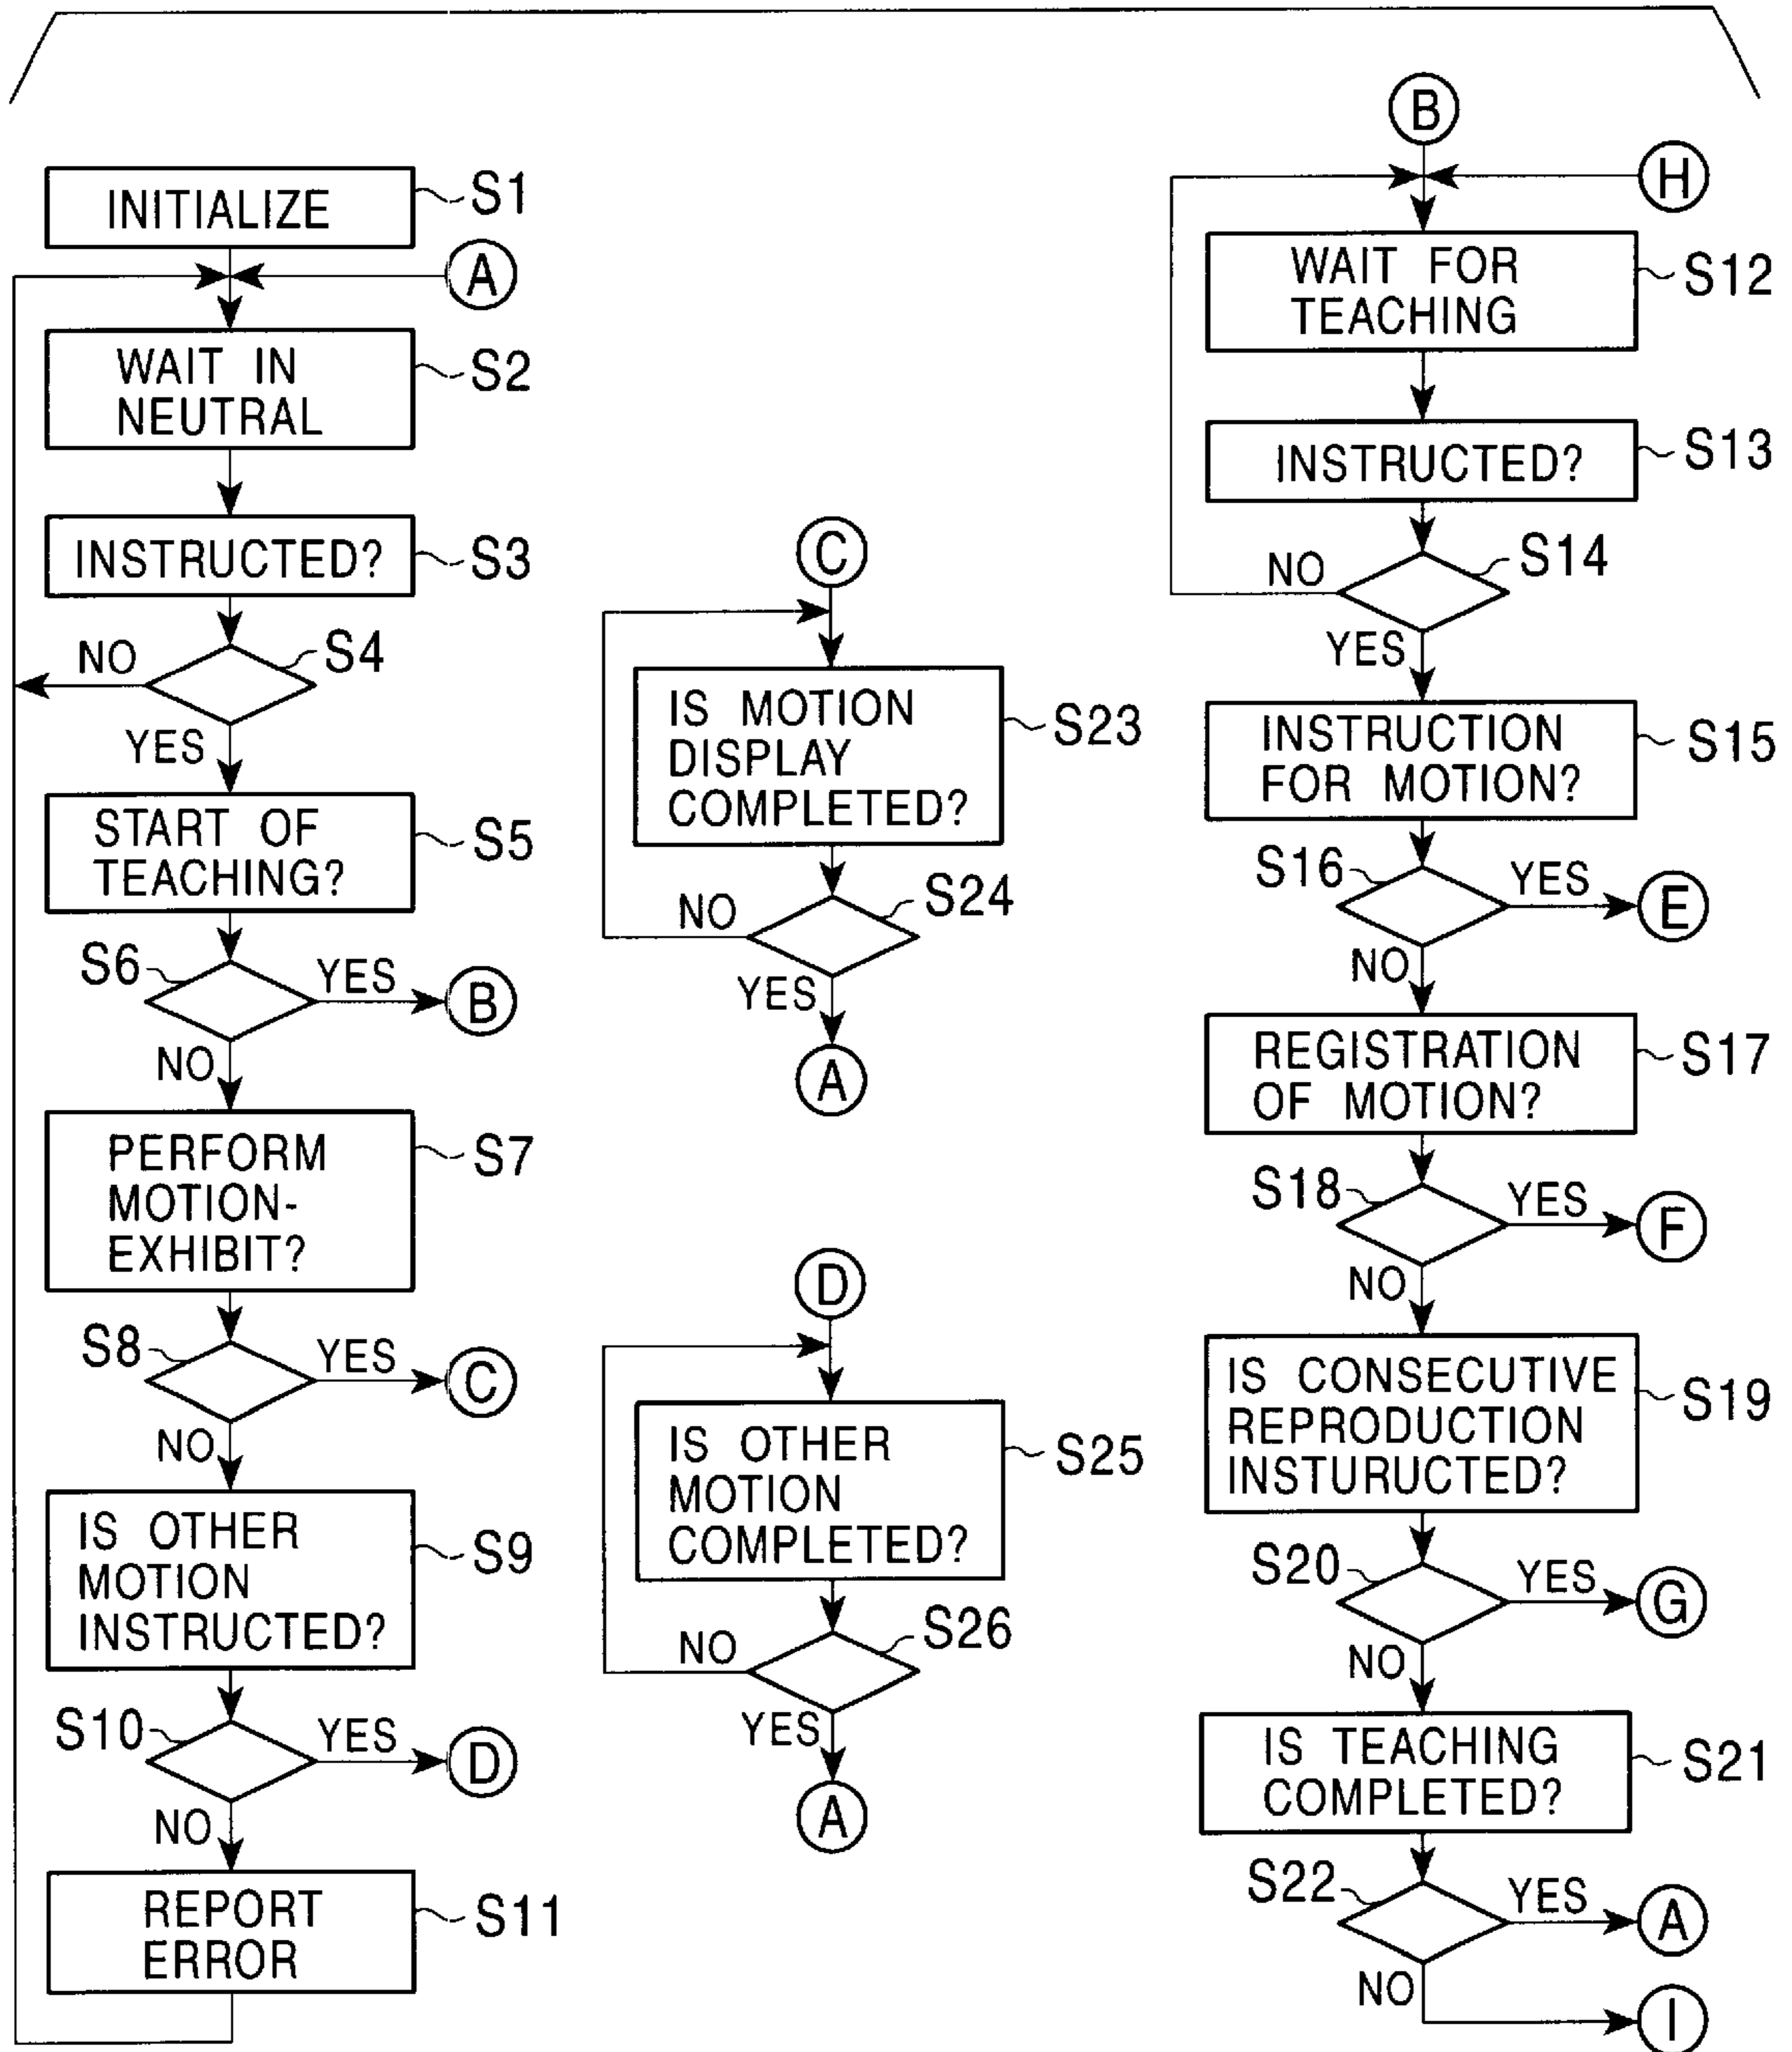 INITIALIZE
S1
A
WAIT IN
NEUTRAL
S2
INSTRUCTED?
S3
S4
NO
YES
START OF
TEACHING?
S5
S6
YES
B
NO
PERFORM
MOTION-
EXHIBIT?
S7
S8
YES
C
NO
IS OTHER
MOTION
INSTRUCTED?
S9
S10
YES
D
NO
REPORT
ERROR
S11
C
IS MOTION
DISPLAY
COMPLETED?
S23
S24
NO
YES
A
D
IS OTHER
MOTION
COMPLETED?
S25
S26
NO
YES
A
B
H
WAIT FOR
TEACHING
S12
INSTRUCTED?
S13
S14
NO
YES
INSTRUCTION
FOR MOTION?
S15
S16
YES
E
NO
REGISTRATION
OF MOTION?
S17
S18
YES
F
NO
IS CONSECUTIVE
REPRODUCTION
INSTURUCTED?
S19
S20
YES
G
NO
IS TEACHING
COMPLETED?
S21
S22
YES
A
NO
I